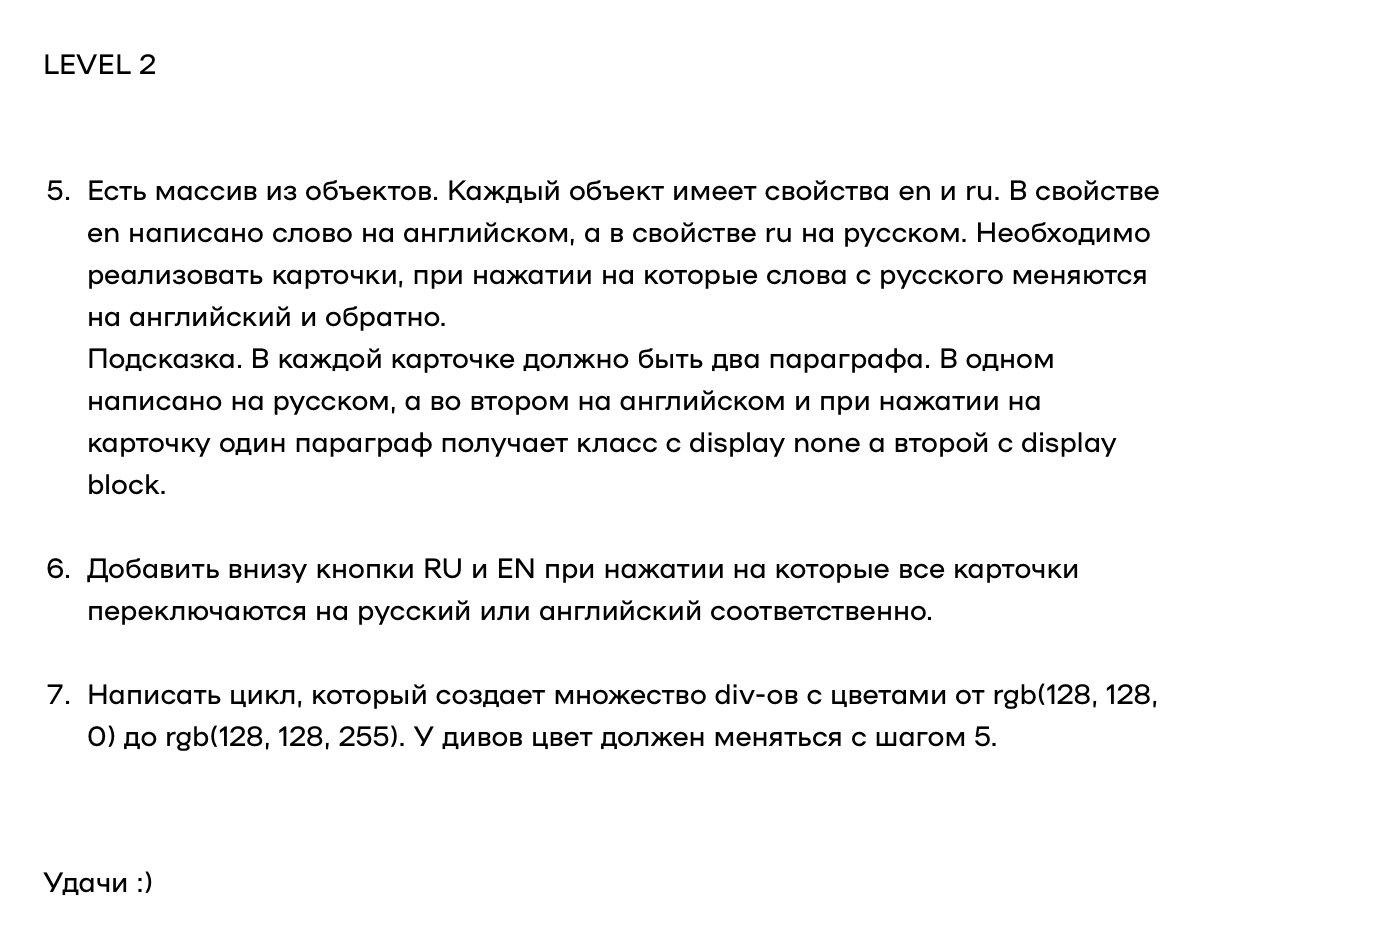 LEVEL 2
5. Есть массив из объектов. Каждый объект имеет свойства en и ru. В свойстве
en написано слово на английском, а в свойстве ru на русском. Необходимо
реализовать карточки, при нажатии на которые слова с русского меняются
на английский и обратно.
Подсказка. В каждой карточке должно быть два параграфа. В одном
написано на русском, а во втором на английском и при нажатии на
карточку один параграф получает класс с display none а второй с display
block.
6. Добавить внизу кнопки RU и EN при нажатии на которые все карточки
переключаются на русский или английский соответственно.
7. Написать цикл, который создает множество div-ов с цветами от rgb(128, 128,
0) до rgb(128, 128, 255). У дивов цвет должен меняться с шагом 5.
Удачи :)